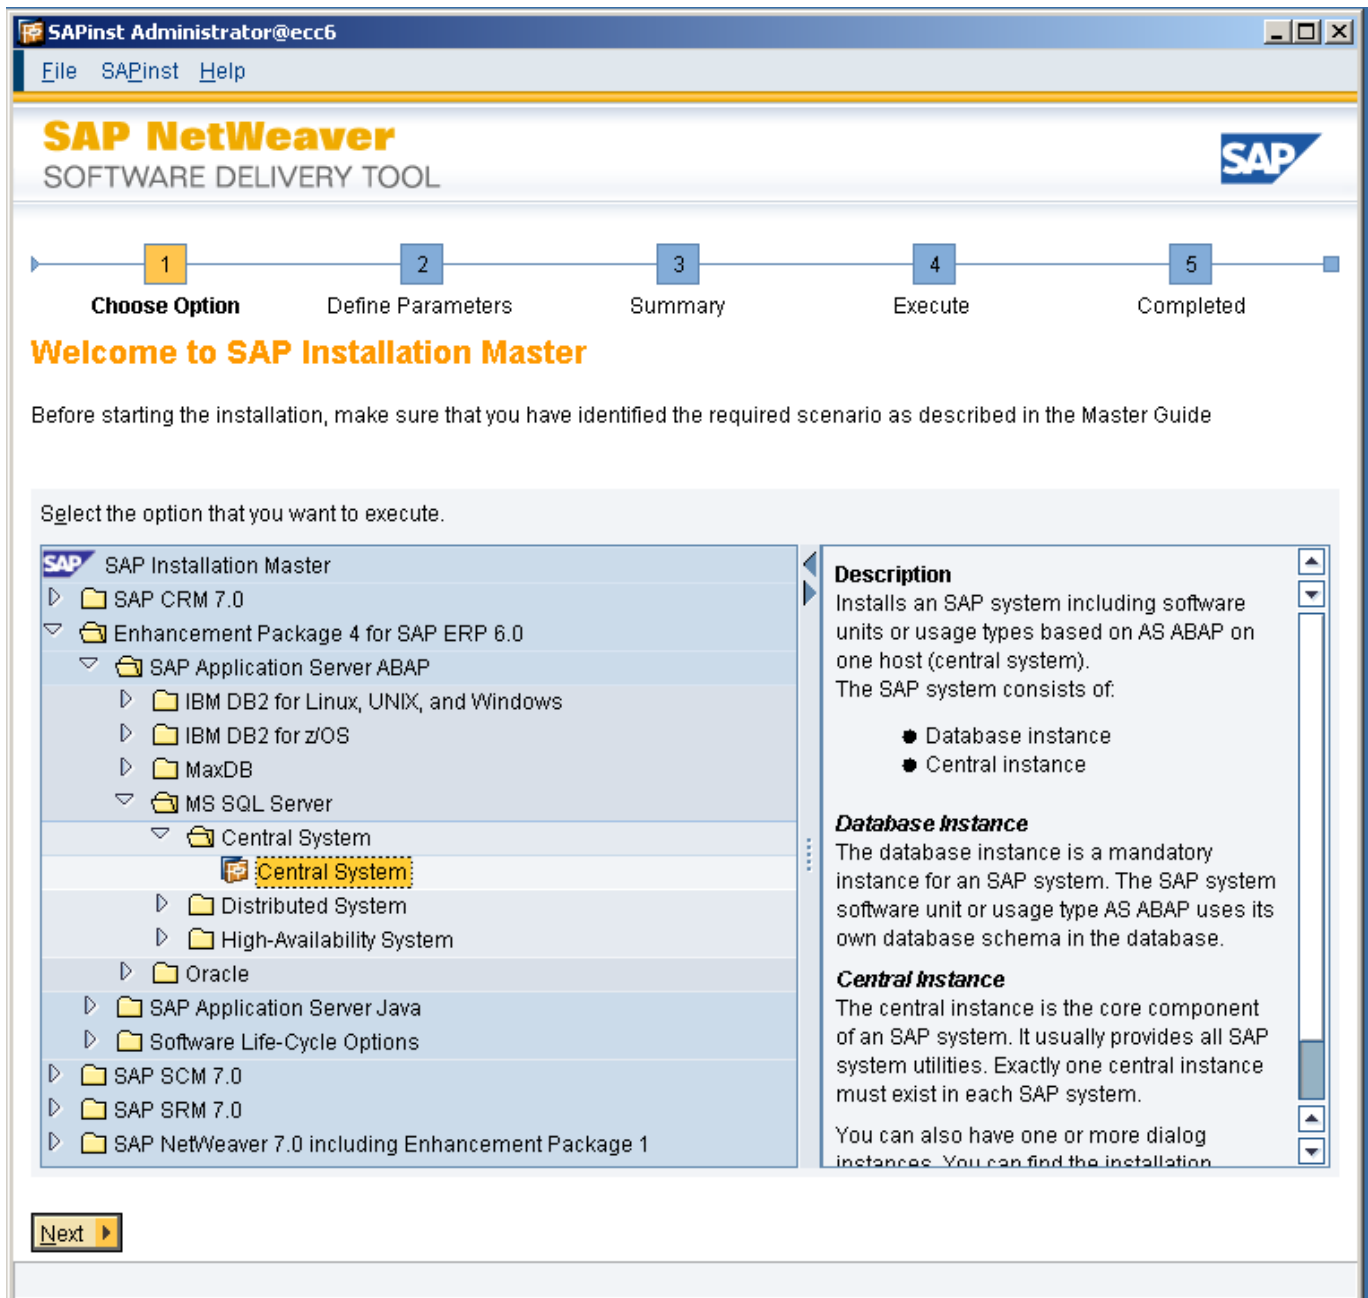 SAPinst Administrator@ecc6
File SAPinst Help
SAP NetWeaver
SOFTWARE DELIVERY TOOL
SAP
1 2 3 4 5
Choose Option Define Parameters Summary Execute Completed
Welcome to SAP Installation Master
Before starting the installation, make sure that you have identified the required scenario as described in the Master Guide
Select the option that you want to execute.
SAP SAP Installation Master
SAP CRM 7.0
Enhancement Package 4 for SAP ERP 6.0
SAP Application Server ABAP
IBM DB2 for Linux, UNIX, and Windows
IBM DB2 for z/OS
MaxDB
MS SQL Server
Central System
Central System
Distributed System
High-Availability System
Oracle
SAP Application Server Java
Software Life-Cycle Options
SAP SCM 7.0
SAP SRM 7.0
SAP NetWeaver 7.0 including Enhancement Package 1
Description
Installs an SAP system including software
units or usage types based on AS ABAP on
one host (central system).
The SAP system consists of:
Database instance
Central instance
Database Instance
The database instance is a mandatory
instance for an SAP system. The SAP system
software unit or usage type AS ABAP uses its
own database schema in the database.
Central Instance
The central instance is the core component
of an SAP system. It usually provides all SAP
system utilities. Exactly one central instance
must exist in each SAP system.
You can also have one or more dialog
instances. You can find the installation
Next